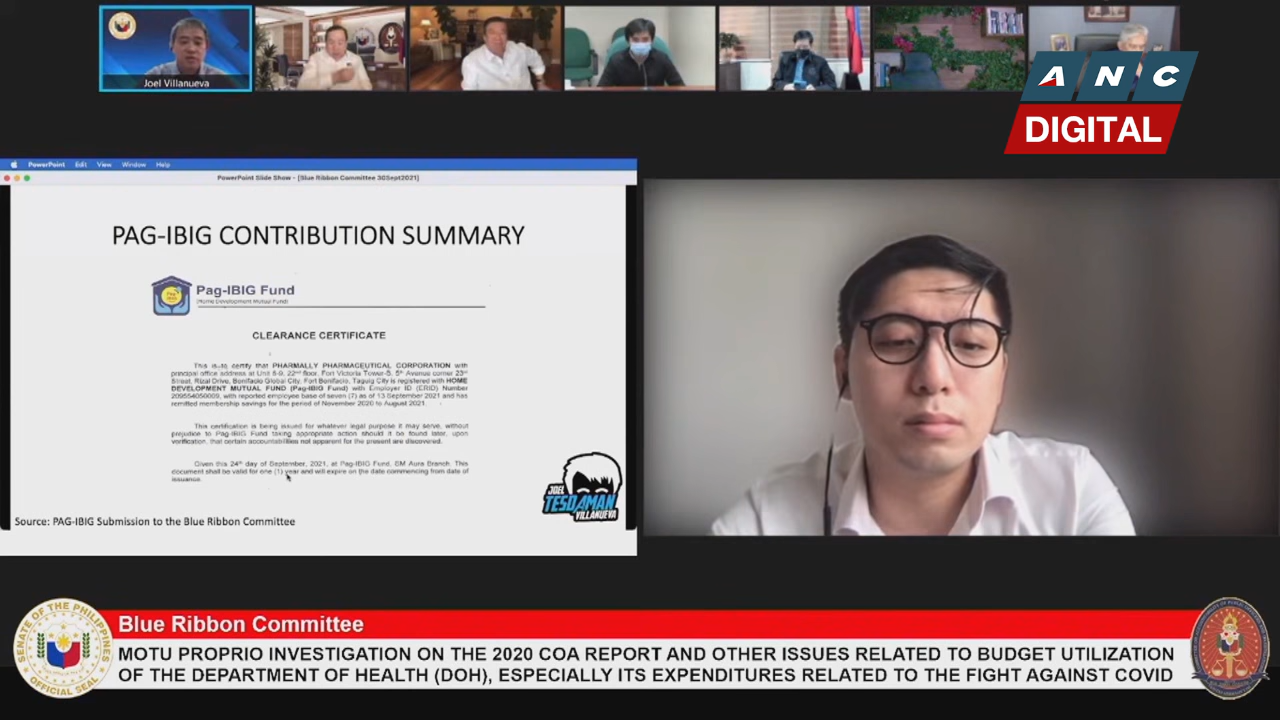 Joel Villanueva
ANC
DIGITAL
PowerPoint Edit View Window Help
PowerPoint Slide Show - [Blue Ribbon Committee 30Sept2021]
PAG-IBIG CONTRIBUTION SUMMARY
Pag-IBIG Fund
(Home Development Mutual Fund)
CLEARANCE CERTIFICATE
This is to certify that PHARMALLY PHARMACEUTICAL CORPORATION with
principal office address at Unit 8-9, 22nd floor, Fort Victoria Tower-B, 5th Avenue corner 23rd
Street, Rizal Drive, Bonifacio Global City, Fort Bonifacio, Taguig City is registered with HOME
DEVELOPMENT MUTUAL FUND (Pag-IBIG Fund) with Employer ID (ERID) Number
with reported employee base of seven (7) as of 13 September 2021 and has
remitted membership savings for the period of November 2020 to August 2021.
This certification is being issued for whatever legal purpose it may serve, without
prejudice to Pag-IBIG Fund taking appropriate action should it be found later, upon
verification, that certain accountabilities not apparent for the present are discovered.
Given this 24th day of September, 2021, at Pag-IBIG Fund, SM Aura Branch. This
document shall be valid for one (1) year and will expire on the date commencing from date of
issuance.
JOEL
TESDAMAN
VILLANUEVA
Source: PAG-IBIG Submission to the Blue Ribbon Committee
SENATE OF THE PHILIPPINES
OFFICIAL SEAL
Blue Ribbon Committee
MOTU PROPRIO INVESTIGATION ON THE 2020 COA REPORT AND OTHER ISSUES RELATED TO BUDGET UTILIZATION
OF THE DEPARTMENT OF HEALTH (DOH), ESPECIALLY ITS EXPENDITURES RELATED TO THE FIGHT AGAINST COVID